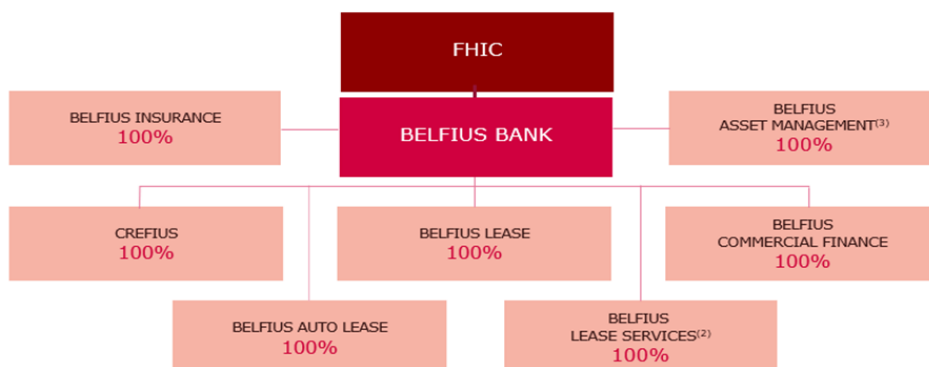 FHIC
BELFIUS INSURANCE
100%
BELFIUS BANK
BELFIUS
ASSET MANAGEMENT(3)
100%
CREFIUS
100%
BELFIUS LEASE
100%
BELFIUS
COMMERCIAL FINANCE
100%
BELFIUS AUTO LEASE
100%
BELFIUS
LEASE SERVICES(2)
100%